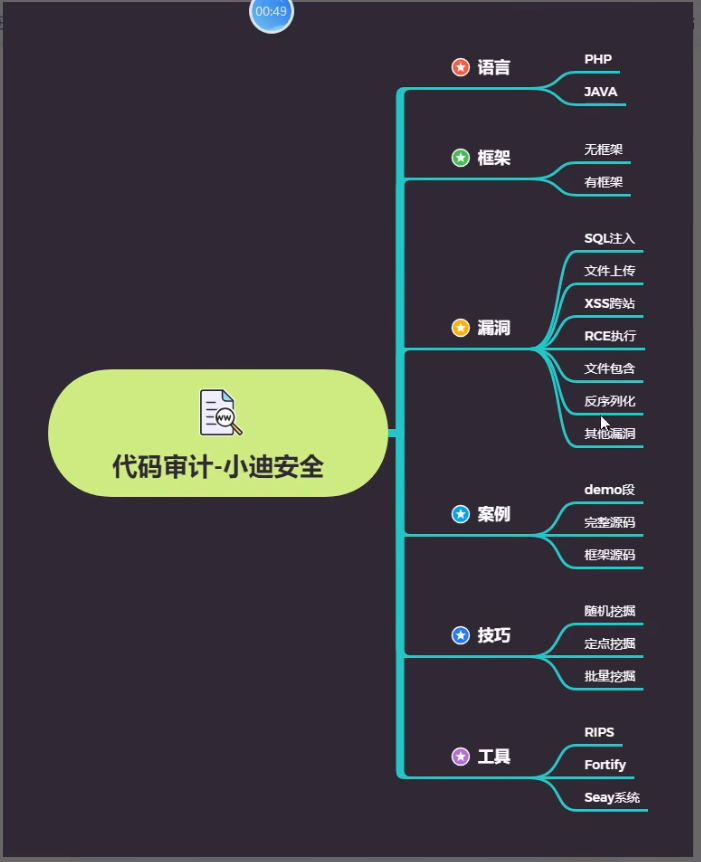 00:49
代码审计-小迪安全
语言
PHP
JAVA
框架
无框架
有框架
漏洞
SQL注入
文件上传
XSS跨站
RCE执行
文件包含
反序列化
其他漏洞
案例
demo段
完整源码
框架源码
技巧
随机挖掘
定点挖掘
批量挖掘
工具
RIPS
Fortify
Seay系统